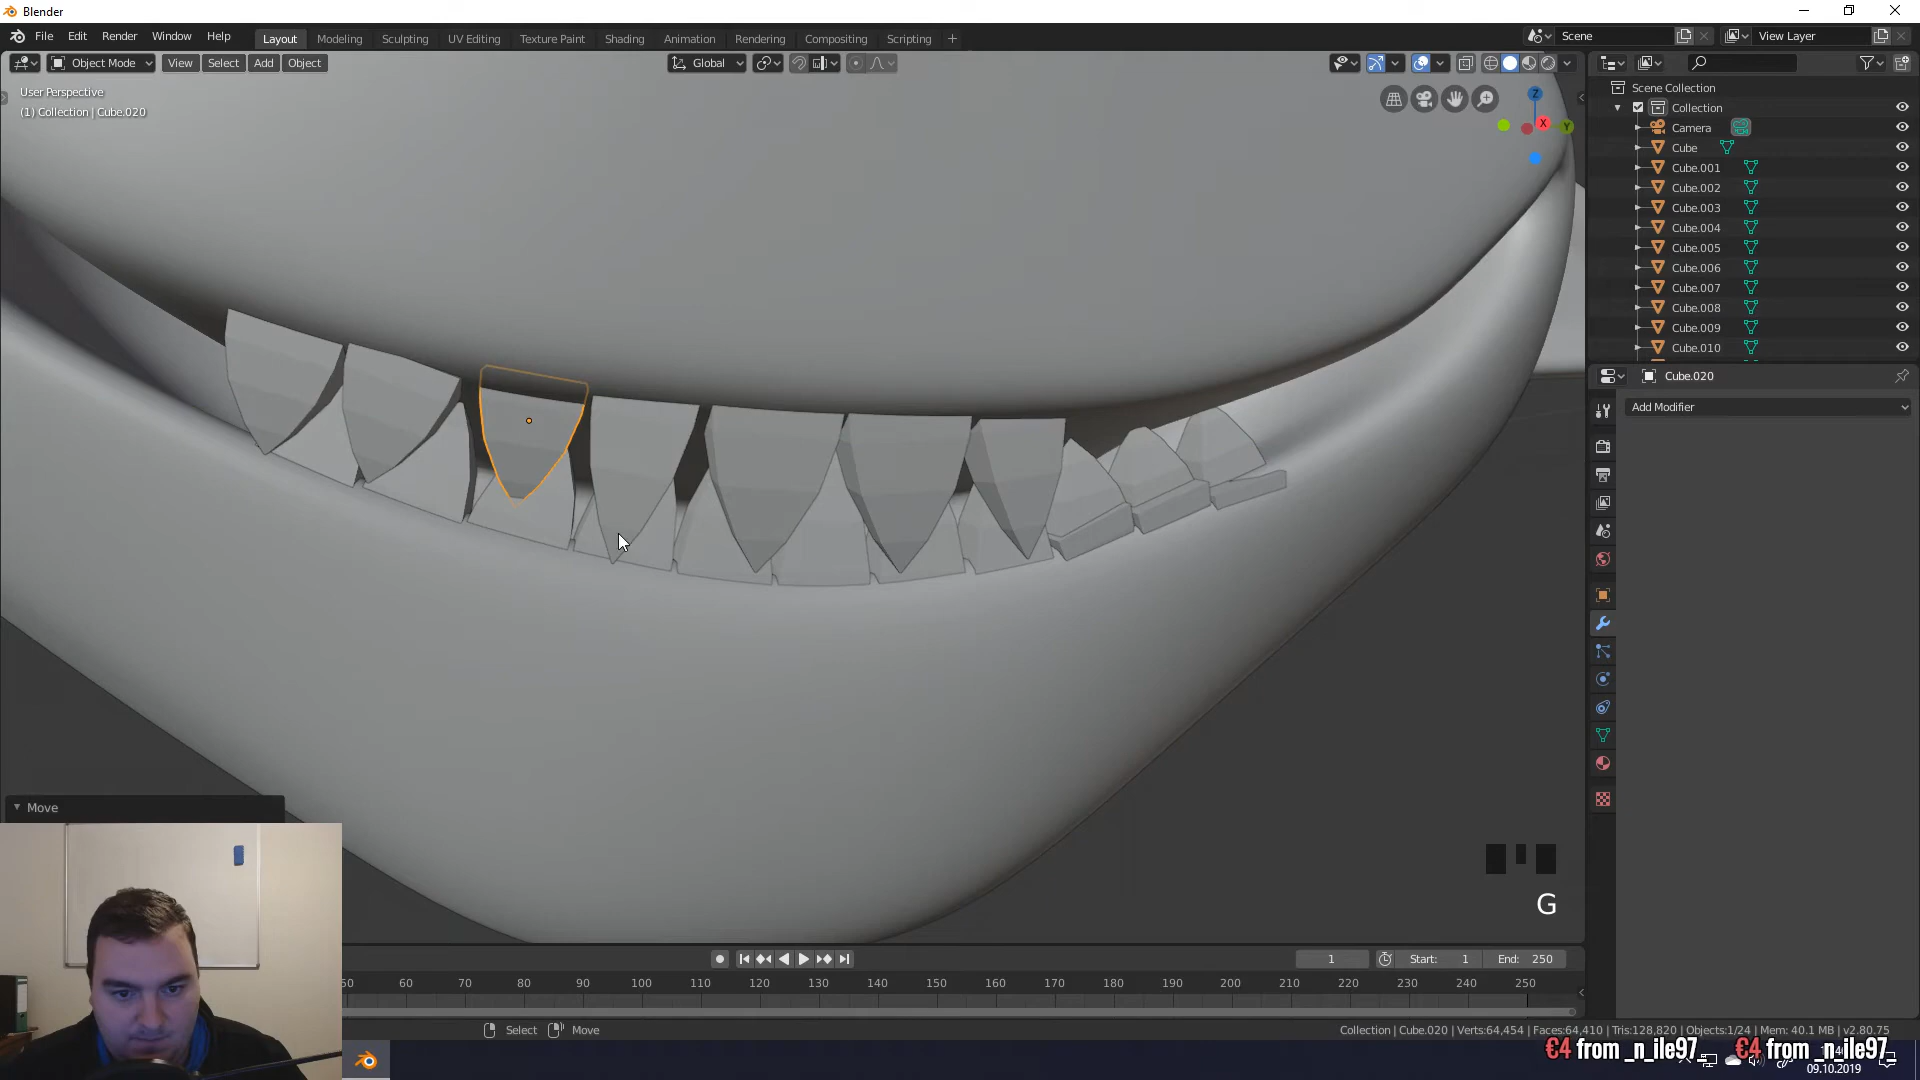 Blender
File Edit Render Window Help
Layout Modeling Sculpting UV Editing Texture Paint Shading Animation Rendering Compositing Scripting +
Scene
View Layer
Object Mode View Select Add Object
Global
User Perspective
(1) Collection | Cube.020
Z
X
Y
Scene Collection
Collection
Camera
Cube
Cube.001
Cube.002
Cube.003
Cube.004
Cube.005
Cube.006
Cube.007
Cube.008
Cube.009
Cube.010
Cube.020
Add Modifier
Move
G
1
Start: 1
End: 250
50 60 70 80 90 100 110 120 130 140 150 160 170 180 190 200 210 220 230 240 250
Select Move
Collection | Cube.020 | Verts:64,454 | Faces:64,410 | Tris:128,820 | Objects:1/24 | Mem: 40.1 MB | v2.80.75
€4 from _n_ile97_ €4 from _n_ile97_
09.10.2019